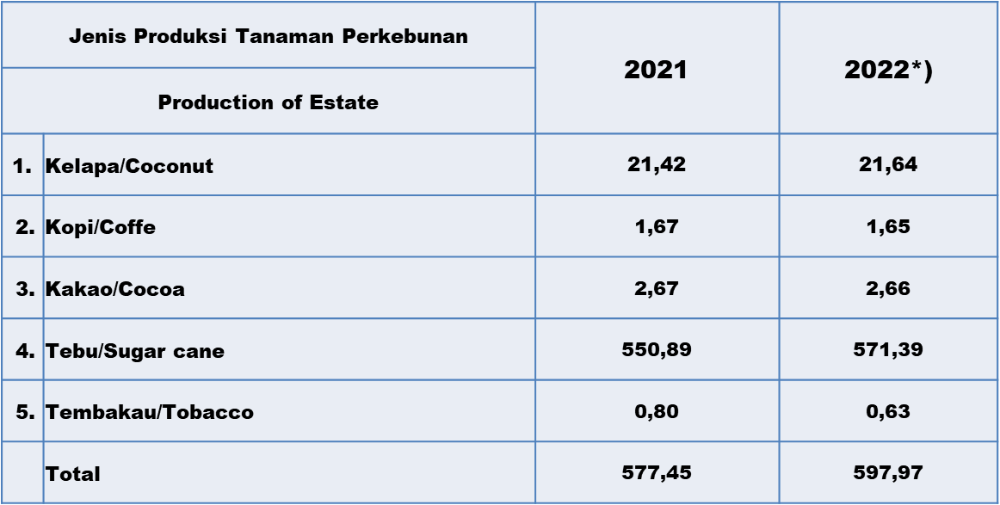 Jenis Produksi Tanaman Perkebunan
2021
2022*)
Production of Estate
1. Kelapa/Coconut 21,42 21,64
2. Kopi/Coffe 1,67 1,65
3. Kakao/Cocoa 2,67 2,66
4. Tebu/Sugar cane 550,89 571,39
5. Tembakau/Tobacco 0,80 0,63
Total 577,45 597,97